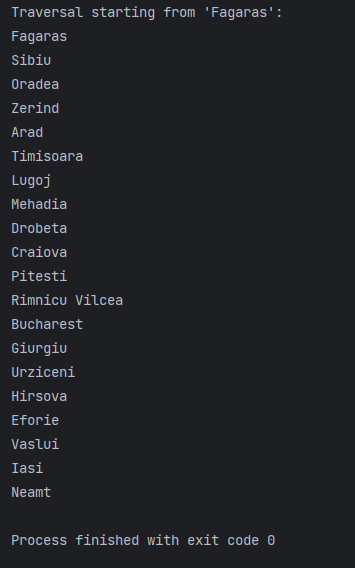 Traversal starting from 'Fagaras':
Fagaras
Sibiu
Oradea
Zerind
Arad
Timisoara
Lugoj
Mehadia
Drobeta
Craiova
Pitesti
Rimnicu Vilcea
Bucharest
Giurgiu
Urziceni
Hirsova
Eforie
Vaslui
Iasi
Neamt
Process finished with exit code 0